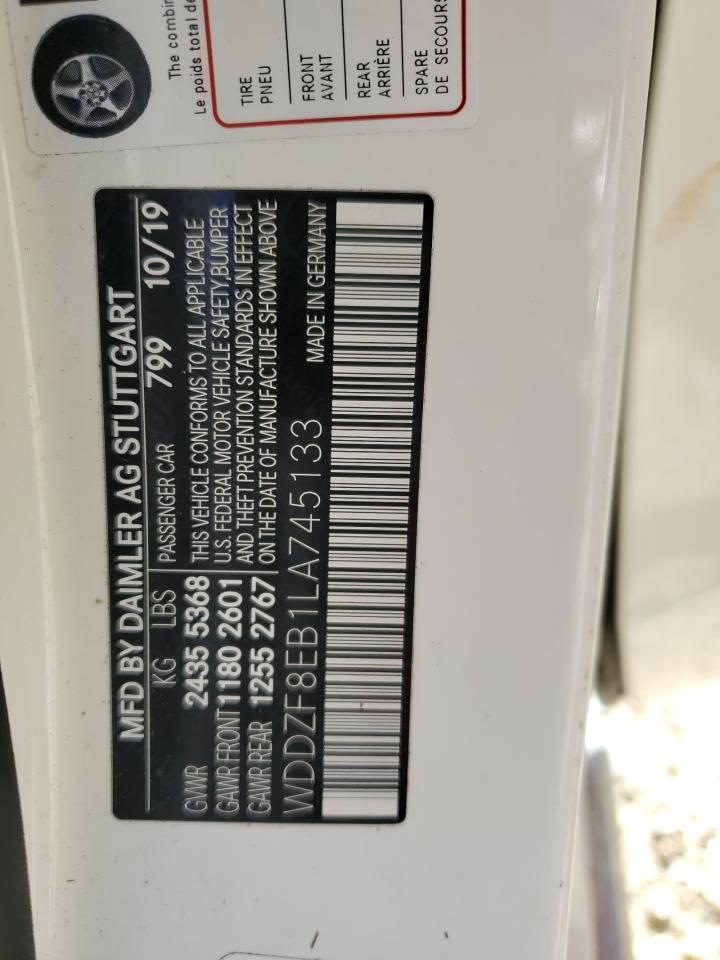 The combin
Le poids total de
TIRE
PNEU
FRONT
AVANT
REAR
ARRIÈRE
SPARE
DE SECOURS
MFD BY DAIMLER AG STUTTGART
KG LBS PASSENGER CAR 799 10/19
GVWR 2435 5368 THIS VEHICLE CONFORMS TO ALL APPLICABLE
GAWR FRONT 1180 2601 U.S. FEDERAL MOTOR VEHICLE SAFETY,BUMPER
GAWR REAR 1255 2767 AND THEFT PREVENTION STANDARDS IN EFFECT
ON THE DATE OF MANUFACTURE SHOWN ABOVE
WDDZF8EB1LA745133 MADE IN GERMANY